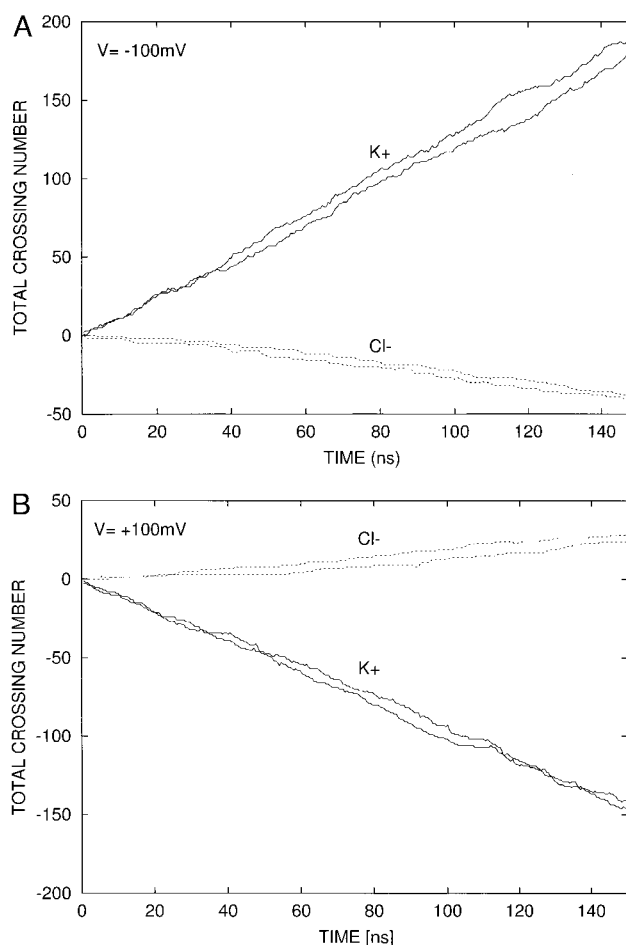 A
V= -100mV
200
150
100
50
0
-50
TOTAL CROSSING NUMBER
K+
Cl-
0 20 40 60 80 100 120 140
TIME (ns)
B
V= +100mV
50
0
-50
-100
-150
-200
TOTAL CROSSING NUMBER
Cl-
K+
0 20 40 60 80 100 120 140
TIME [ns]